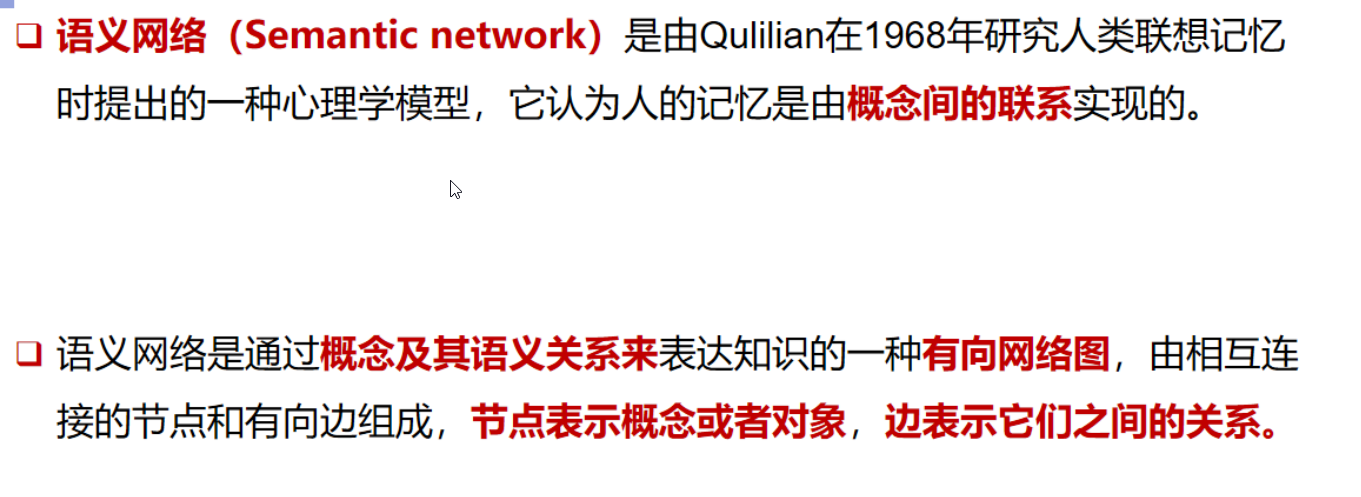 ❑ 语义网络（Semantic network）是由Qulilian在1968年研究人类联想记忆
时提出的一种心理学模型，它认为人的记忆是由概念间的联系实现的。
❑ 语义网络是通过概念及其语义关系来表达知识的一种有向网络图，由相互连
接的节点和有向边组成，节点表示概念或者对象，边表示它们之间的关系。